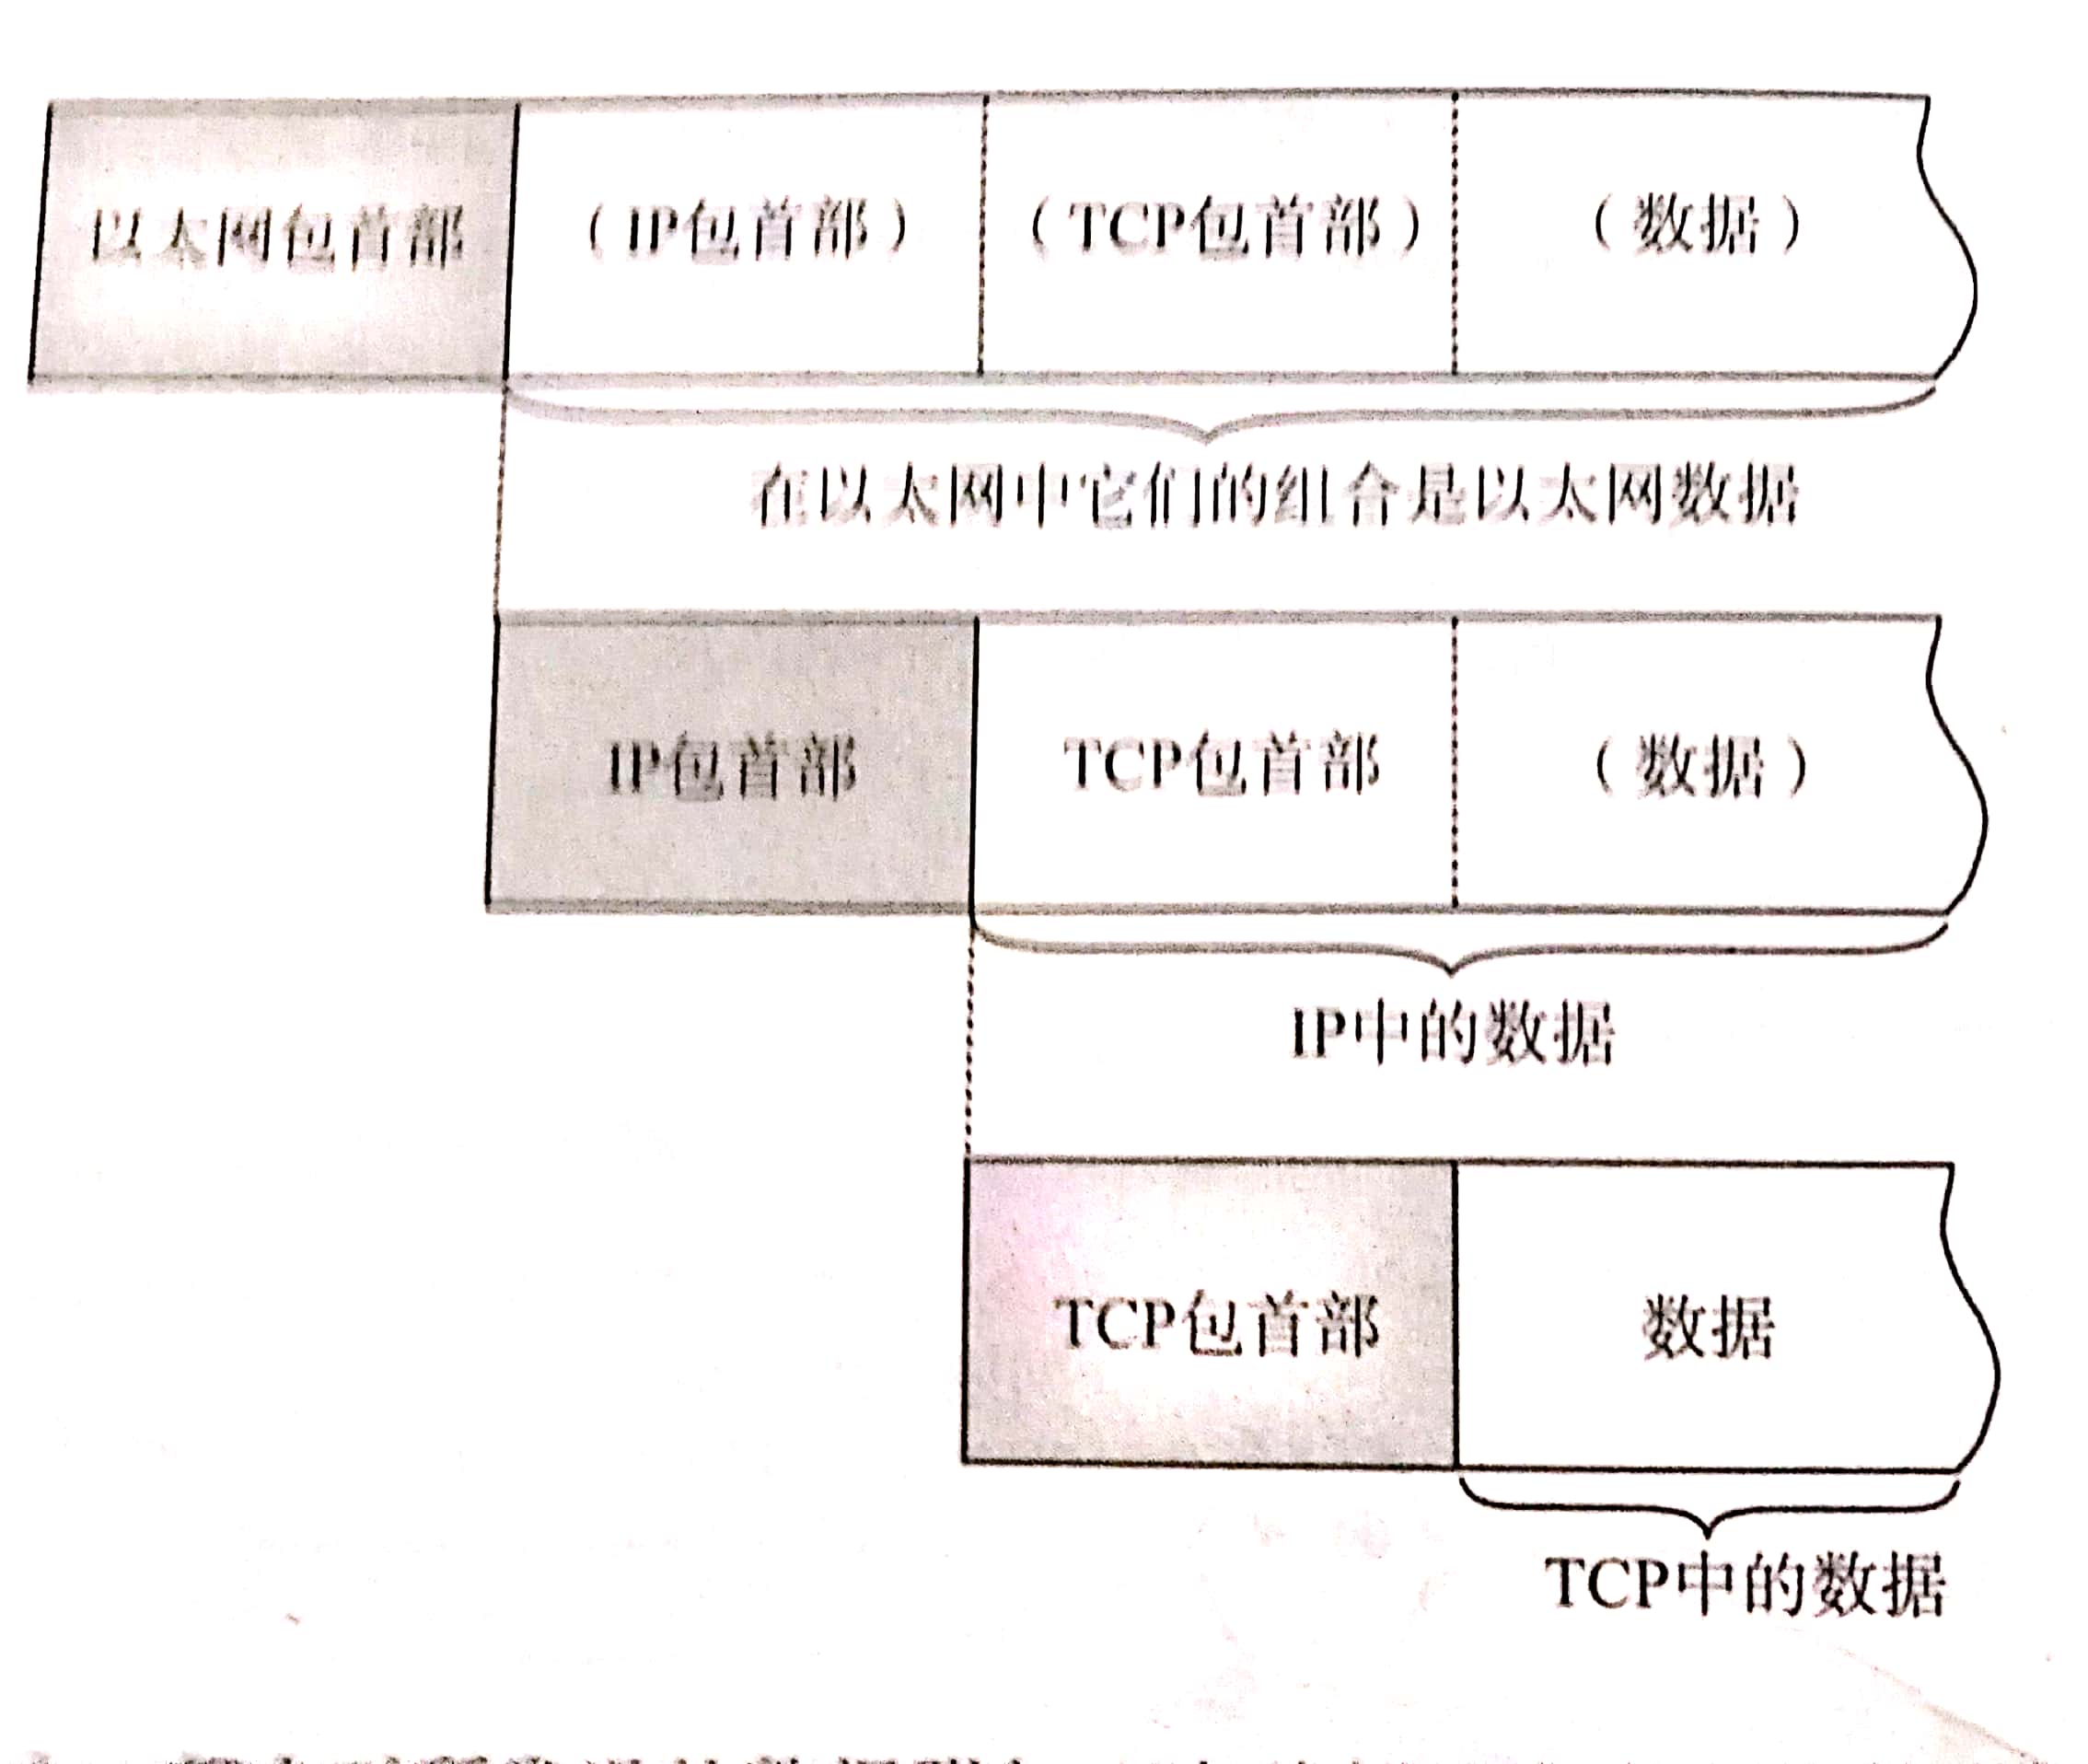 以太网包首部 （IP包首部） （TCP包首部） （数据）
在以太网中它们的组合是以太网数据
IP包首部 TCP包首部 （数据）
IP中的数据
TCP包首部 数据
TCP中的数据